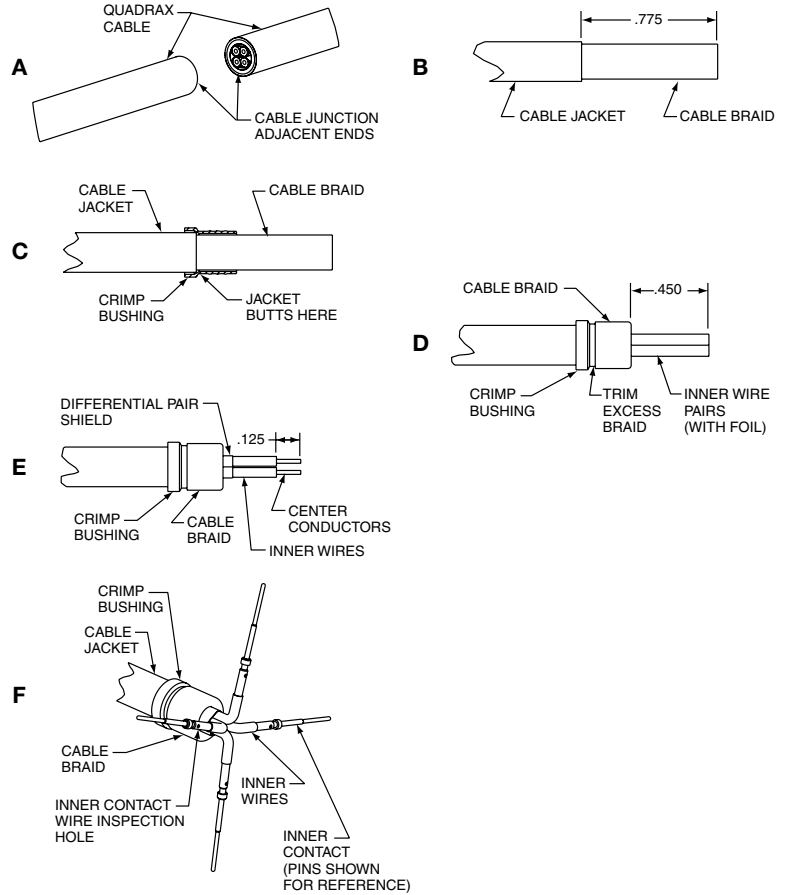 QUADRAX
CABLE
A
CABLE JUNCTION
ADJACENT ENDS
.775
B
CABLE JACKET
CABLE BRAID
CABLE
JACKET
CABLE BRAID
C
CRIMP
BUSHING
JACKET
BUTTS HERE
CABLE BRAID
.450
D
CRIMP
BUSHING
TRIM
EXCESS
BRAID
INNER WIRE
PAIRS
(WITH FOIL)
DIFFERENTIAL PAIR
SHIELD
.125
E
CRIMP
BUSHING
CABLE
BRAID
CENTER
CONDUCTORS
INNER WIRES
CRIMP
BUSHING
CABLE
JACKET
F
CABLE
BRAID
INNER
WIRES
INNER CONTACT
WIRE INSPECTION
HOLE
INNER
CONTACT
(PINS SHOWN
FOR REFERENCE)